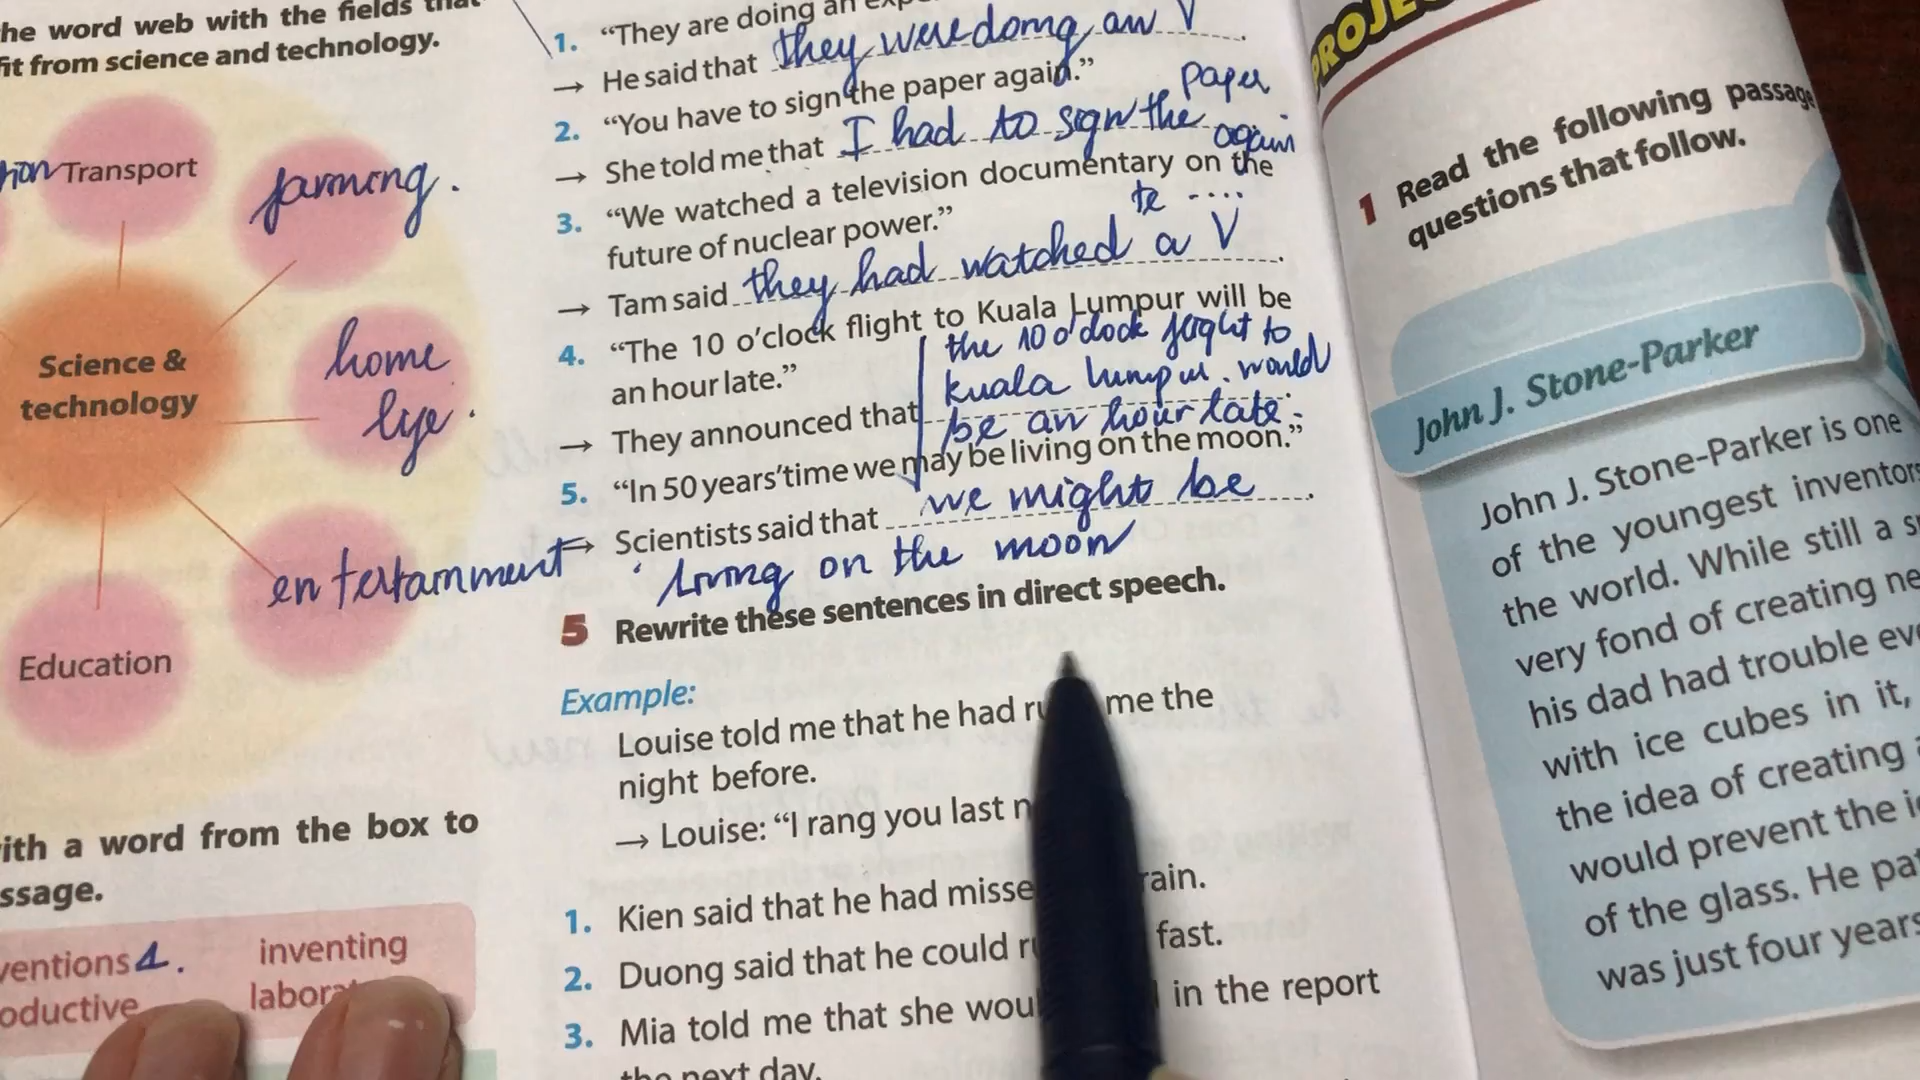 he word web with the fields that
fit from science and technology.
Transport
farming.
Science &
technology
home
life.
entertainment
Education
ith a word from the box to
ssage.
ventions 4. inventing
oductive
1. "They are doing an
→ He said that they were doing an V
2. "You have to sign the paper again."
→ She told me that I had to sign the paper
again
3. "We watched a television documentary on the
future of nuclear power."
te ....
→ Tam said they had watched a V
4. "The 10 o'clock flight to Kuala Lumpur will be
an hour late."
→ They announced that the 10 o'clock flight to
kuala lumpur would
be an hour late.
5. "In 50 years' time we may be living on the moon."
→ Scientists said that we might be
living on the moon
5 Rewrite these sentences in direct speech.
Example:
Louise told me that he had me the
night before.
→ Louise: "I rang you last
1. Kien said that he had
2. Duong said that he could fast.
3. Mia told me that she in the report
the next day.
1 Read the following passage
questions that follow.
John J. Stone-Parker
John J. Stone-Parker is one
of the youngest inventors
the world. While still a
very fond of creating
his dad had trouble
with ice cubes in it,
the idea of creating
would prevent the
of the glass. He
was just four years